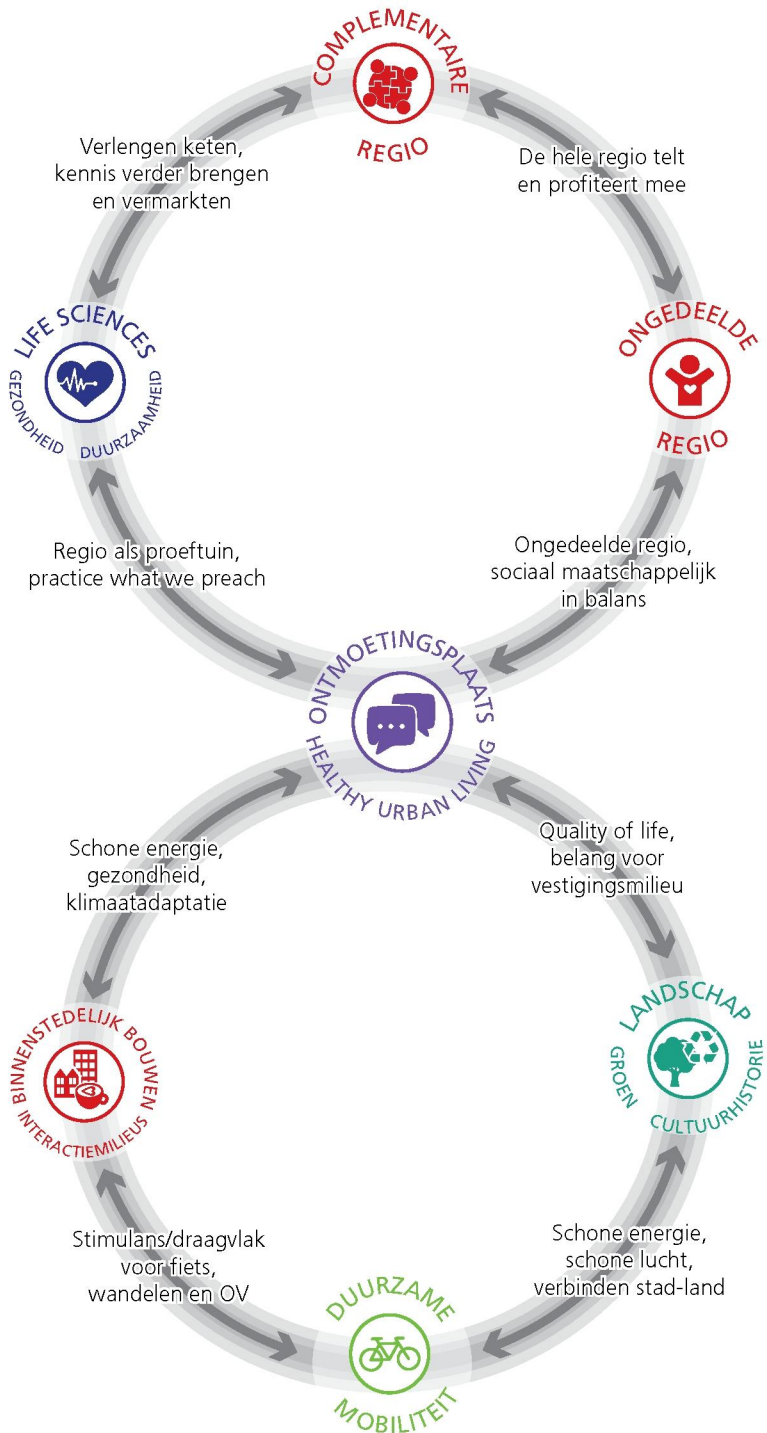 COMPLEMENTAIRE
REGIO
Verlengen keten,
kennis verder brengen
en vermarkten
De hele regio telt
en profiteert mee
LIFE SCIENCES
GEZONDHEID DUURZAAMHEID
ONGEDEELDE
REGIO
Regio als proeftuin,
practice what we preach
Ongedeelde regio,
sociaal maatschappelijk
in balans
ONTMOETINGSPLAATS
HEALTHY URBAN LIVING
Schone energie,
gezondheid,
klimaatadaptatie
Quality of life,
belang voor
vestigingsmilieu
BINNENSTEDELIJK BOUWEN
INTERACTIEMILIEUS
LANDSCHAP
GROEN CULTUURHISTORIE
Stimulans/draagvlak
voor fiets,
wandelen en OV
Schone energie,
schone lucht,
verbinden stad-land
DUURZAME
MOBILITEIT